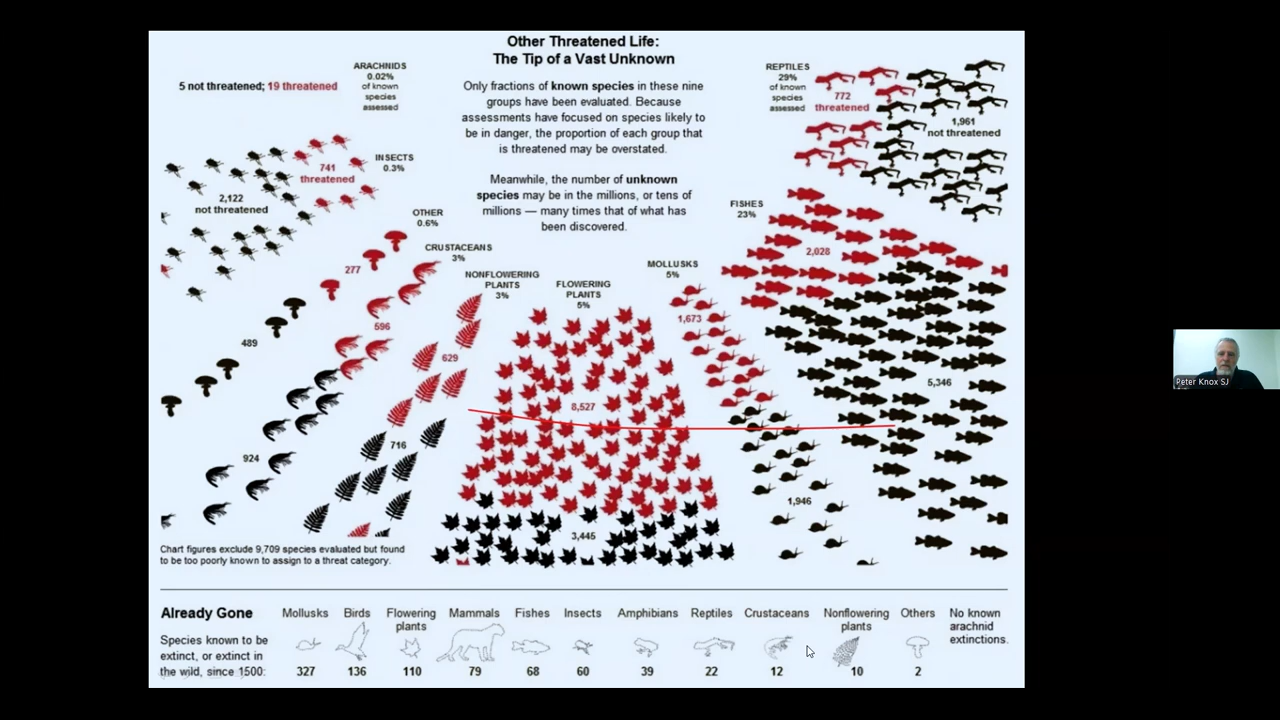 Other Threatened Life:
The Tip of a Vast Unknown
Only fractions of known species in these nine
groups have been evaluated. Because
assessments have focused on species likely to
be in danger, the proportion of each group that
is threatened may be overstated.
Meanwhile, the number of unknown
species may be in the millions, or tens of
millions — many times that of what has
been discovered.
5 not threatened; 19 threatened
ARACHNIDS
0.02%
of known
species
assessed
INSECTS
0.3%
741
threatened
2,122
not threatened
OTHER
0.6%
277
489
CRUSTACEANS
3%
596
924
NONFLOWERING
PLANTS
3%
629
716
FLOWERING
PLANTS
5%
8,527
3,445
MOLLUSKS
5%
1,673
1,946
FISHES
23%
2,028
5,346
REPTILES
29%
of known
species
assessed
772
threatened
1,961
not threatened
Peter Knox SJ
Chart figures exclude 9,709 species evaluated but found
to be too poorly known to assign to a threat category.
Already Gone
Species known to be
extinct, or extinct in
the wild, since 1500:
Mollusks
327
Birds
136
Flowering
plants
110
Mammals
79
Fishes
68
Insects
60
Amphibians
39
Reptiles
22
Crustaceans
12
Nonflowering
plants
10
Others
2
No known
arachnid
extinctions.